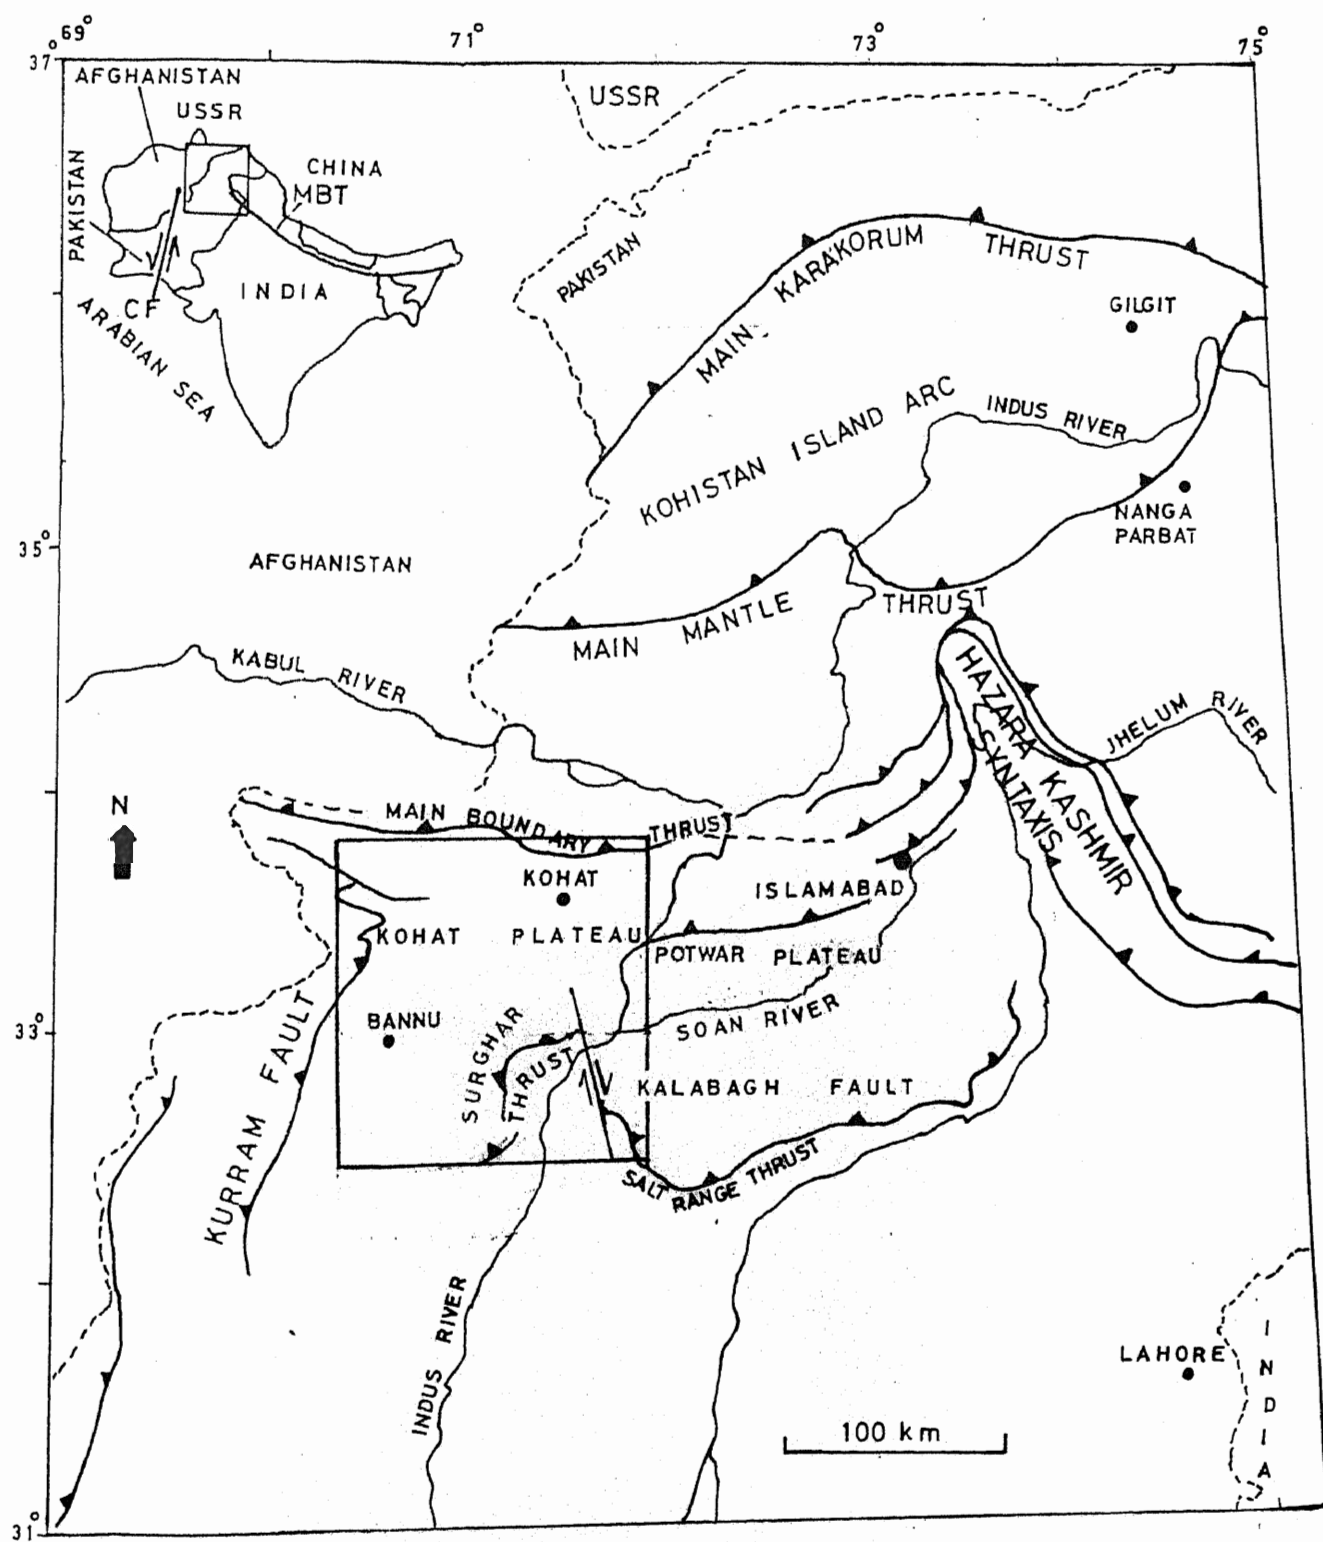 69°
71°
73°
75°
37°
AFGHANISTAN
USSR
PAKISTAN
CHINA
MBT
INDIA
CF
ARABIAN SEA
USSR
PAKISTAN
MAIN KARAKORUM THRUST
GILGIT
KOHISTAN ISLAND ARC
INDUS RIVER
NANGA
PARBAT
35°
AFGHANISTAN
MAIN MANTLE THRUST
KABUL RIVER
HAZARA KASHMIR
SYNTAXIS
JHELUM RIVER
N
MAIN BOUNDARY THRUST
KOHAT
ISLAMABAD
KOHAT PLATEAU
POTWAR PLATEAU
33°
BANNU
SOAN RIVER
KURRAM FAULT
SURGHAR
THRUST
KALABAGH FAULT
SALT RANGE THRUST
INDUS RIVER
LAHORE
INDIA
100 km
31°